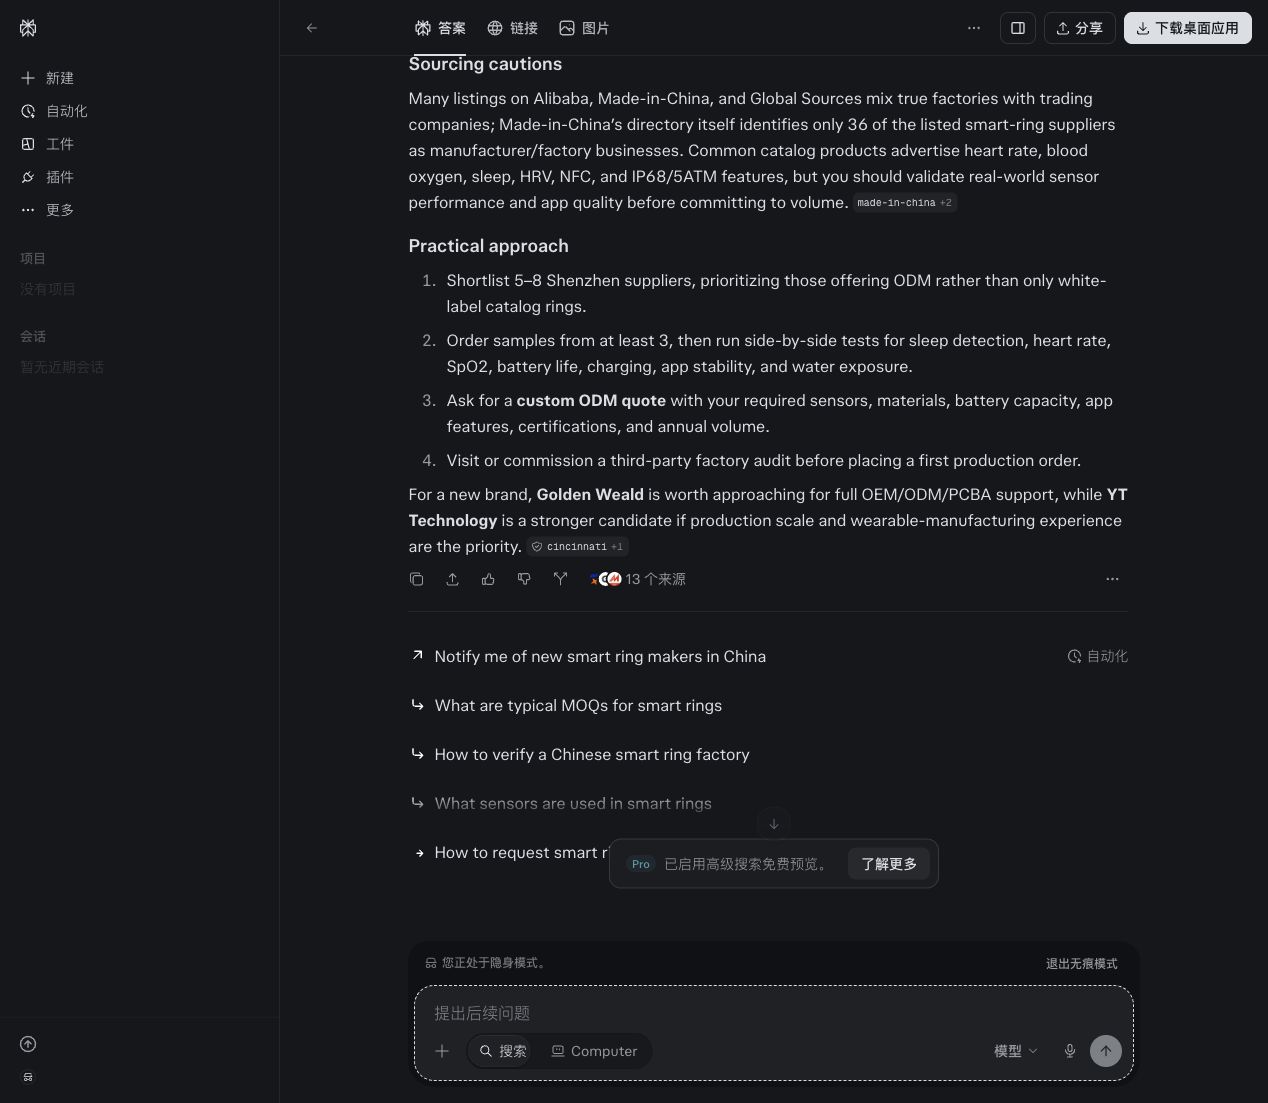 新建
自动化
工件
插件
更多
项目
没有项目
会话
暂无近期会话
答案
链接
图片
分享
下载桌面应用
Sourcing cautions
Many listings on Alibaba, Made-in-China, and Global Sources mix true factories with trading
companies; Made-in-China’s directory itself identifies only 36 of the listed smart-ring suppliers
as manufacturer/factory businesses. Common catalog products advertise heart rate, blood
oxygen, sleep, HRV, NFC, and IP68/5ATM features, but you should validate real-world sensor
performance and app quality before committing to volume. made-in-china +2
Practical approach
1. Shortlist 5–8 Shenzhen suppliers, prioritizing those offering ODM rather than only white-
label catalog rings.
2. Order samples from at least 3, then run side-by-side tests for sleep detection, heart rate,
SpO2, battery life, charging, app stability, and water exposure.
3. Ask for a custom ODM quote with your required sensors, materials, battery capacity, app
features, certifications, and annual volume.
4. Visit or commission a third-party factory audit before placing a first production order.
For a new brand, Golden Weald is worth approaching for full OEM/ODM/PCBA support, while YT
Technology is a stronger candidate if production scale and wearable-manufacturing experience
are the priority. cincinnati +1
13 个来源
Notify me of new smart ring makers in China
自动化
What are typical MOQs for smart rings
How to verify a Chinese smart ring factory
What sensors are used in smart rings
How to request smart r
Pro 已启用高级搜索免费预览。 了解更多
您正处于隐身模式。
退出无痕模式
提出后续问题
搜索
Computer
模型